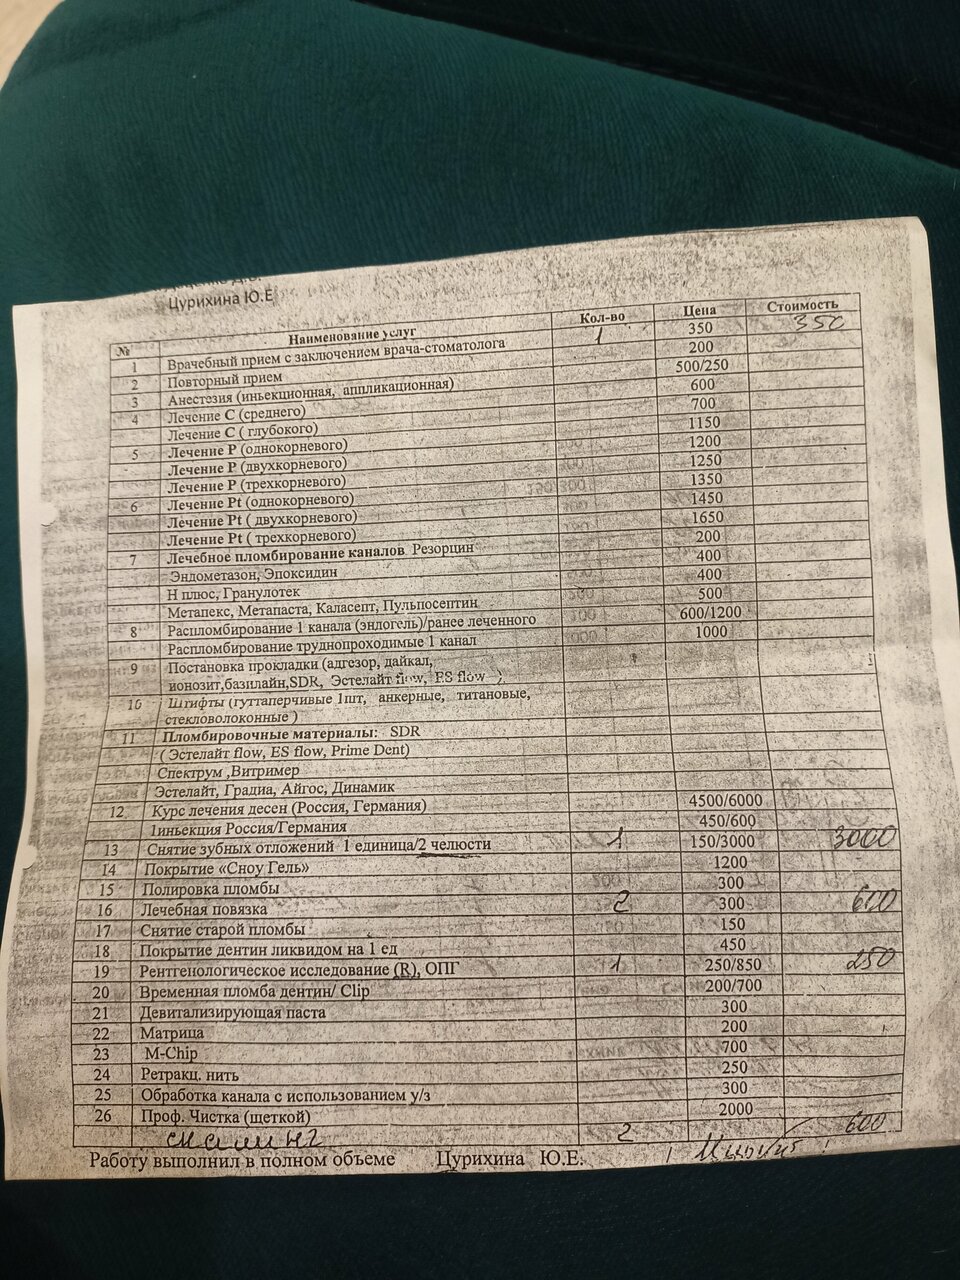 Цурихина Ю.Е
№ Наименование услуг Кол-во Цена Стоимость
1 Врачебный прием с заключением врача-стоматолога 1 350 350
2 Повторный прием 200
3 Анестезия (иньекционная, аппликационная) 500/250
4 Лечение С (среднего) 600
Лечение С ( глубокого) 700
5 Лечение Р (однокорневого) 1150
Лечение Р (двухкорневого) 1200
Лечение Р (трехкорневого) 1250
6 Лечение Pt (однокорневого) 1350
Лечение Pt ( двухкорневого) 1450
Лечение Pt ( трехкорневого) 1650
7 Лечебное пломбирование каналов Резорцин 200
Эндометазон, Эпоксидин 400
Н плюс, Гранулотек 400
Метапекс, Метапаста, Каласепт, Пульпосептин 500
8 Распломбирование 1 канала (эндогель)/ранее леченного 600/1200
Распломбирование труднопроходимые 1 канал 1000
9 Постановка прокладки (адгезор, дайкал,
ионозит,базилайн,SDR, Эстелайт flow, ES flow )
10 Штифты (гуттаперчивые 1шт, анкерные, титановые,
стекловолоконные )
11 Пломбировочные материалы: SDR
( Эстелайт flow, ES flow, Prime Dent)
Спектрум ,Витример
Эстелайт, Градиа, Айгос, Динамик
12 Курс лечения десен (Россия, Германия) 4500/6000
1иньекция Россия/Германия 450/600
13 Снятие зубных отложений 1 единица/2 челюсти 1 150/3000 3000
14 Покрытие «Сноу Гель» 1200
15 Полировка пломбы 300
16 Лечебная повязка 2 300 600
17 Снятие старой пломбы 150
18 Покрытие дентин ликвидом на 1 ед 450
19 Рентгенологическое исследование (R), ОПГ 1 250/850 250
20 Временная пломба дентин/ Clip 200/700
21 Девитализирующая паста 300
22 Матрица 200
23 M-Chip 700
24 Ретракц. нить 250
25 Обработка канала с использованием у/з 300
26 Проф. Чистка (щеткой) 2000
2 600
Работу выполнил в полном объеме Цурихина Ю.Е.